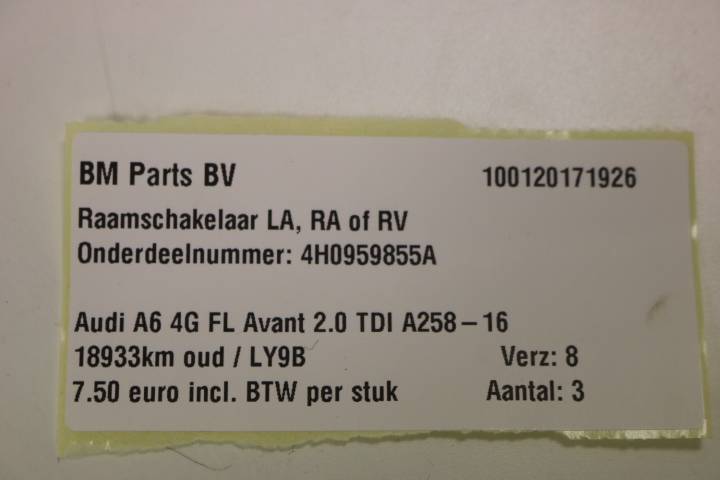 BM Parts BV 100120171926
Raamschakelaar LA, RA of RV
Onderdeelnummer: 4H0959855A
Audi A6 4G FL Avant 2.0 TDI A258-16
18933km oud / LY9B Verz: 8
7.50 euro incl. BTW per stuk Aantal: 3